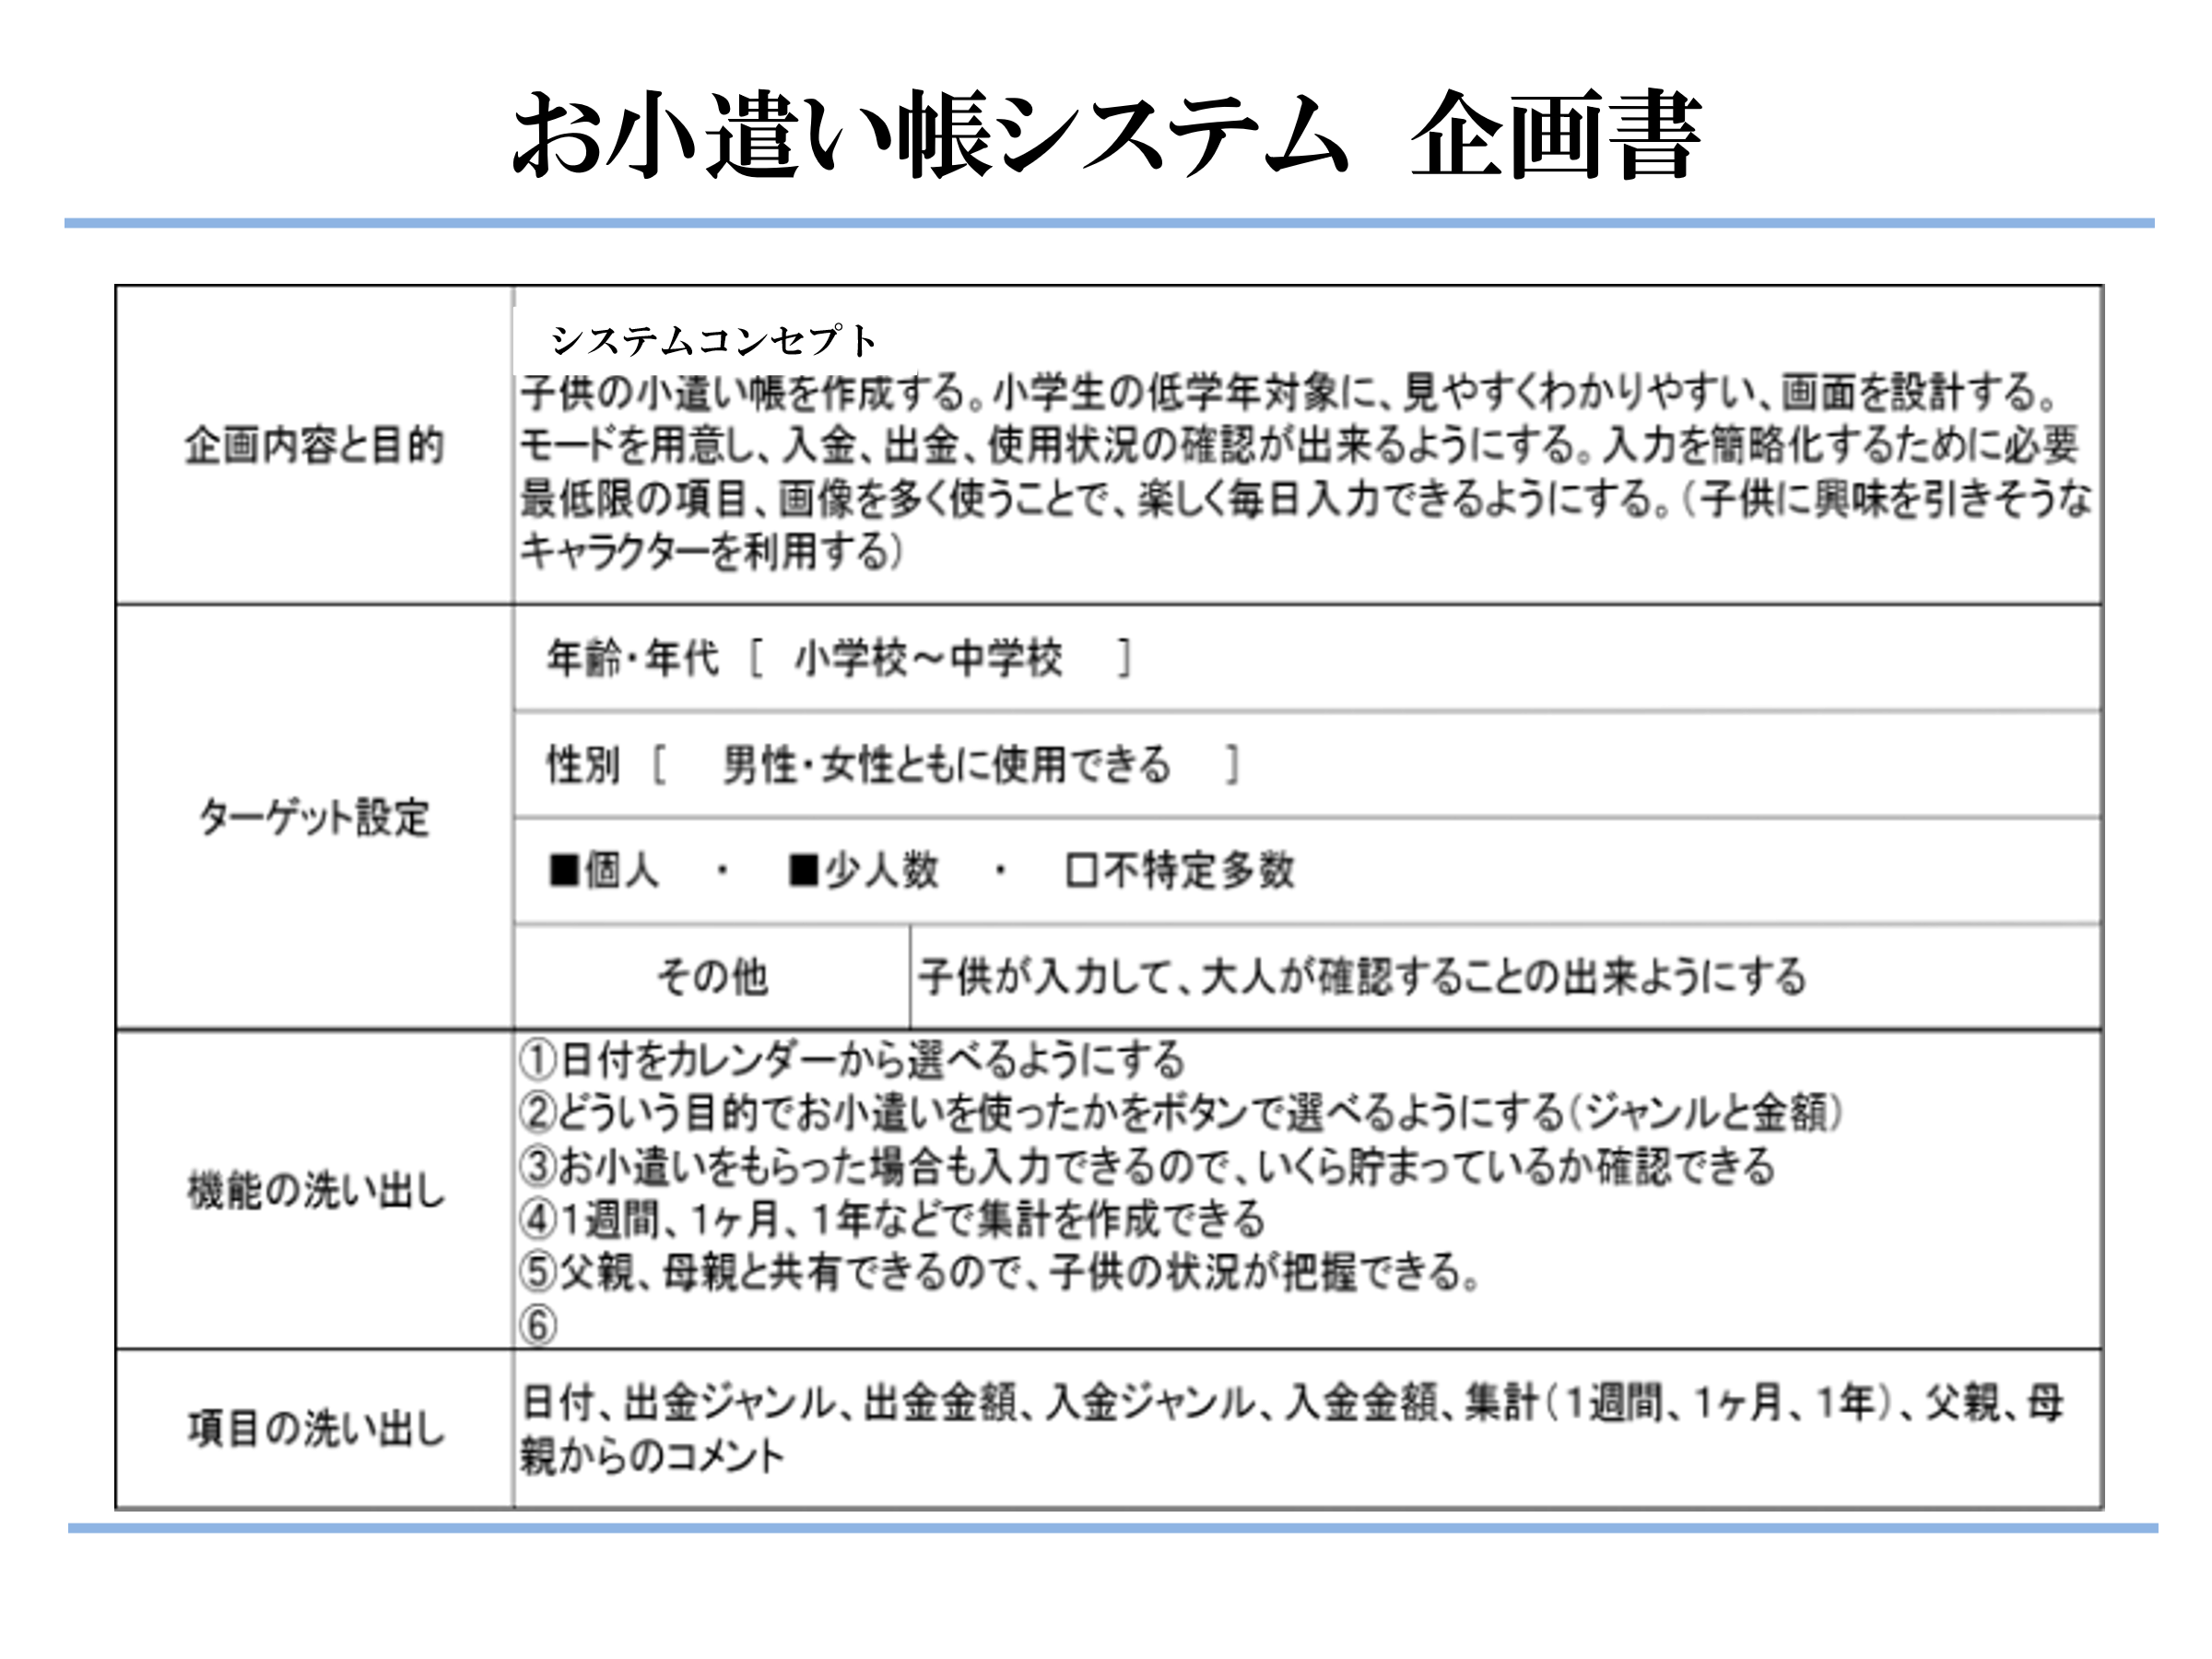 お小遣い帳システム 企画書
企画内容と目的
システムコンセプト
子供の小遣い帳を作成する。小学生の低学年対象に、見やすくわかりやすい、画面を設計する。
モードを用意し、入金、出金、使用状況の確認が出来るようにする。入力を簡略化するために必要
最低限の項目、画像を多く使うことで、楽しく毎日入力できるようにする。（子供に興味を引きそうな
キャラクターを利用する）
ターゲット設定
年齢・年代 [ 小学校～中学校 ]
性別 [ 男性・女性ともに使用できる ]
■個人 ・ ■少人数 ・ □不特定多数
その他 子供が入力して、大人が確認することの出来ようにする
機能の洗い出し
①日付をカレンダーから選べるようにする
②どういう目的でお小遣いを使ったかをボタンで選べるようにする（ジャンルと金額）
③お小遣いをもらった場合も入力できるので、いくら貯まっているか確認できる
④1週間、1ヶ月、1年などで集計を作成できる
⑤父親、母親と共有できるので、子供の状況が把握できる。
⑥
項目の洗い出し
日付、出金ジャンル、出金金額、入金ジャンル、入金金額、集計（1週間、1ヶ月、1年）、父親、母
親からのコメント